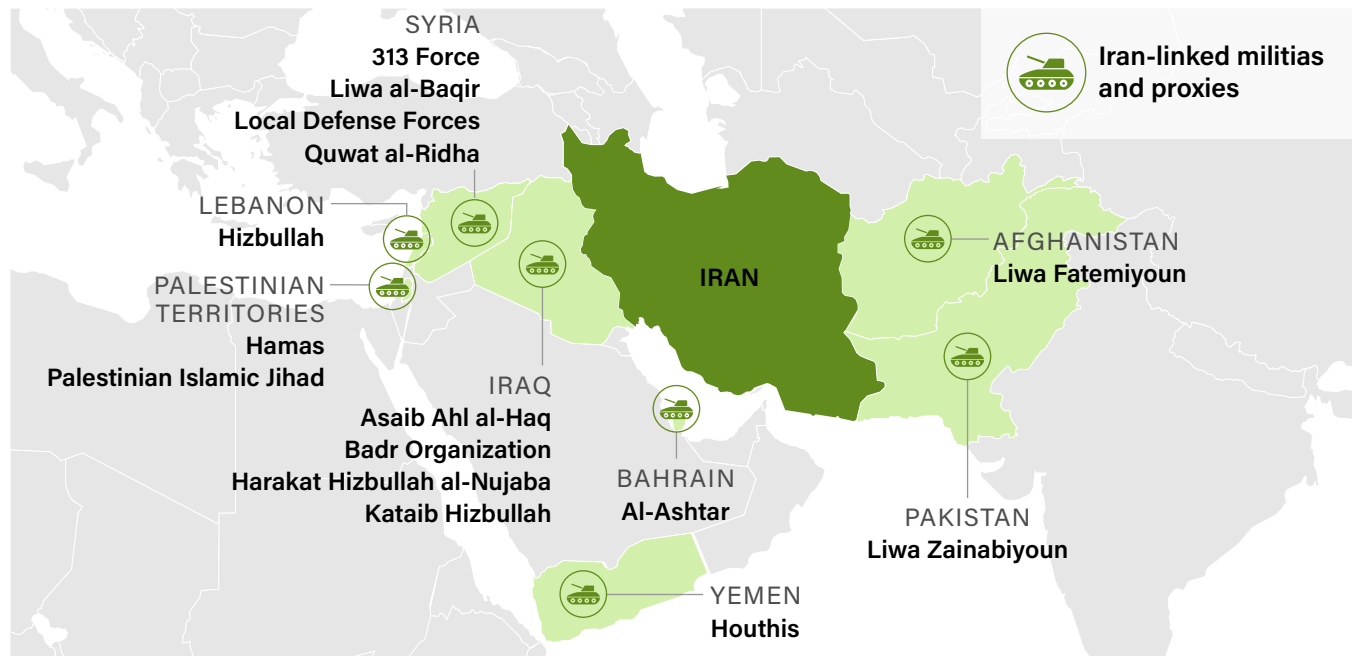 SYRIA
313 Force
Liwa al-Baqir
Local Defense Forces
Quwat al-Ridha
Iran-linked militias
and proxies
LEBANON
Hizbullah
PALESTINIAN
TERRITORIES
Hamas
Palestinian Islamic Jihad
IRAN
AFGHANISTAN
Liwa Fatemiyoun
IRAQ
Asaib Ahl al-Haq
Badr Organization
Harakat Hizbullah al-Nujaba
Kataib Hizbullah
BAHRAIN
Al-Ashtar
PAKISTAN
Liwa Zainabiyoun
YEMEN
Houthis